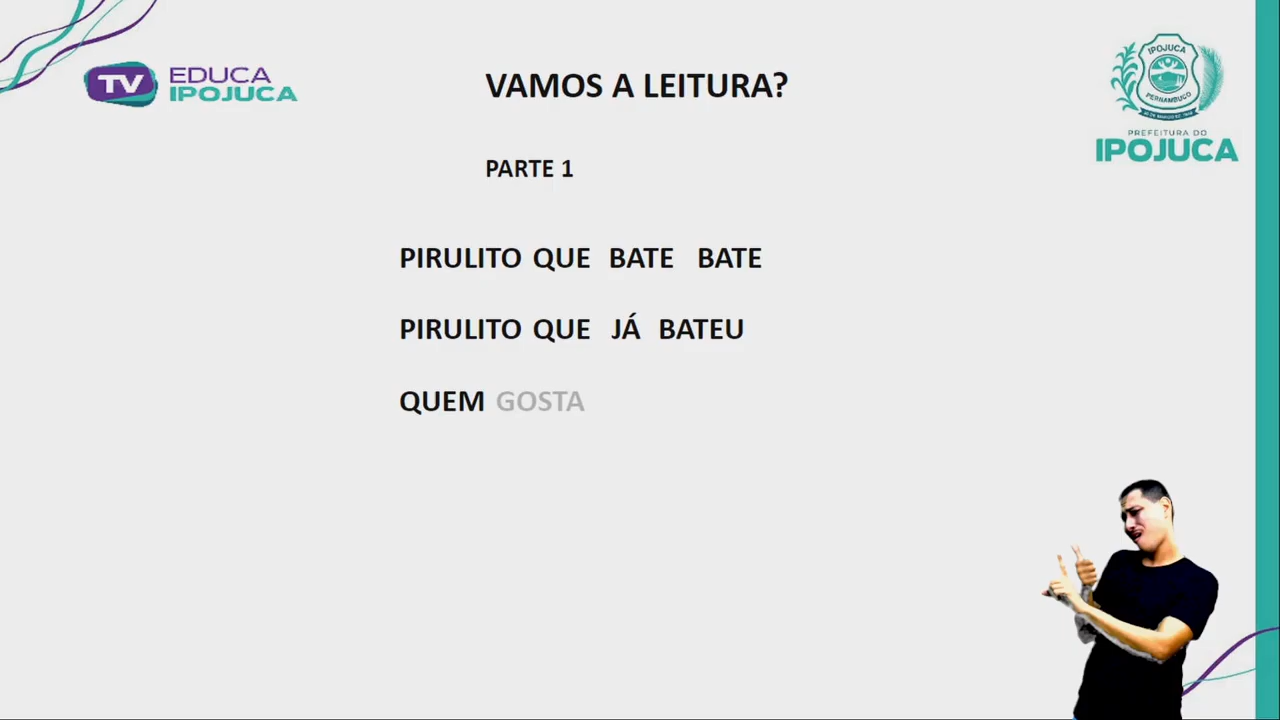 TV EDUCA
IPOJUCA
VAMOS A LEITURA?
IPOJUCA
PERNAMBUCO
PREFEITURA DO
IPOJUCA
PARTE 1
PIRULITO QUE BATE BATE
PIRULITO QUE JÁ BATEU
QUEM GOSTA